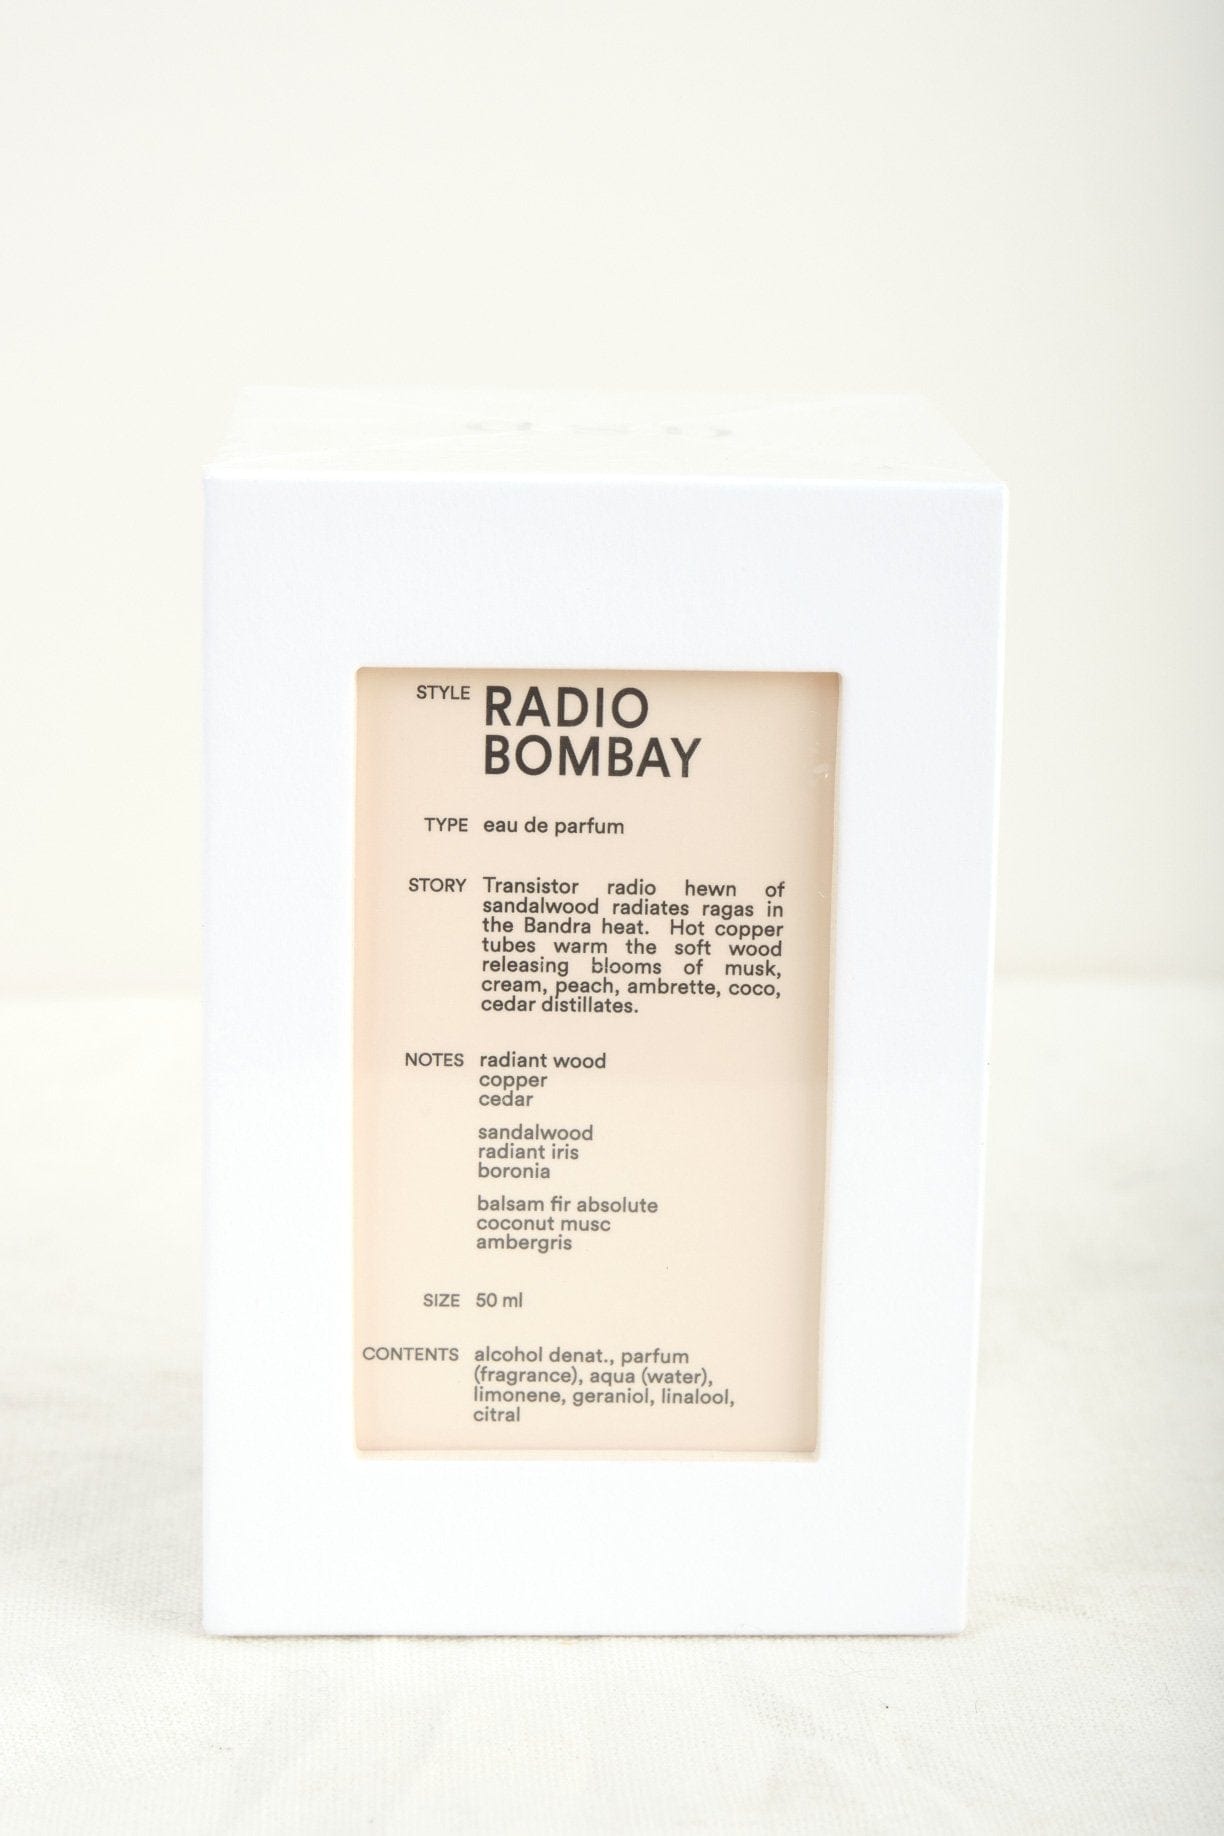 STYLE RADIO
BOMBAY
TYPE eau de parfum
STORY Transistor radio hewn of
sandalwood radiates ragas in
the Bandra heat. Hot copper
tubes warm the soft wood
releasing blooms of musk,
cream, peach, ambrette, coco,
cedar distillates.
NOTES radiant wood
copper
cedar
sandalwood
radiant iris
boronia
balsam fir absolute
coconut musc
ambergris
SIZE 50 ml
CONTENTS alcohol denat., parfum
(fragrance), aqua (water),
limonene, geraniol, linalool,
citral